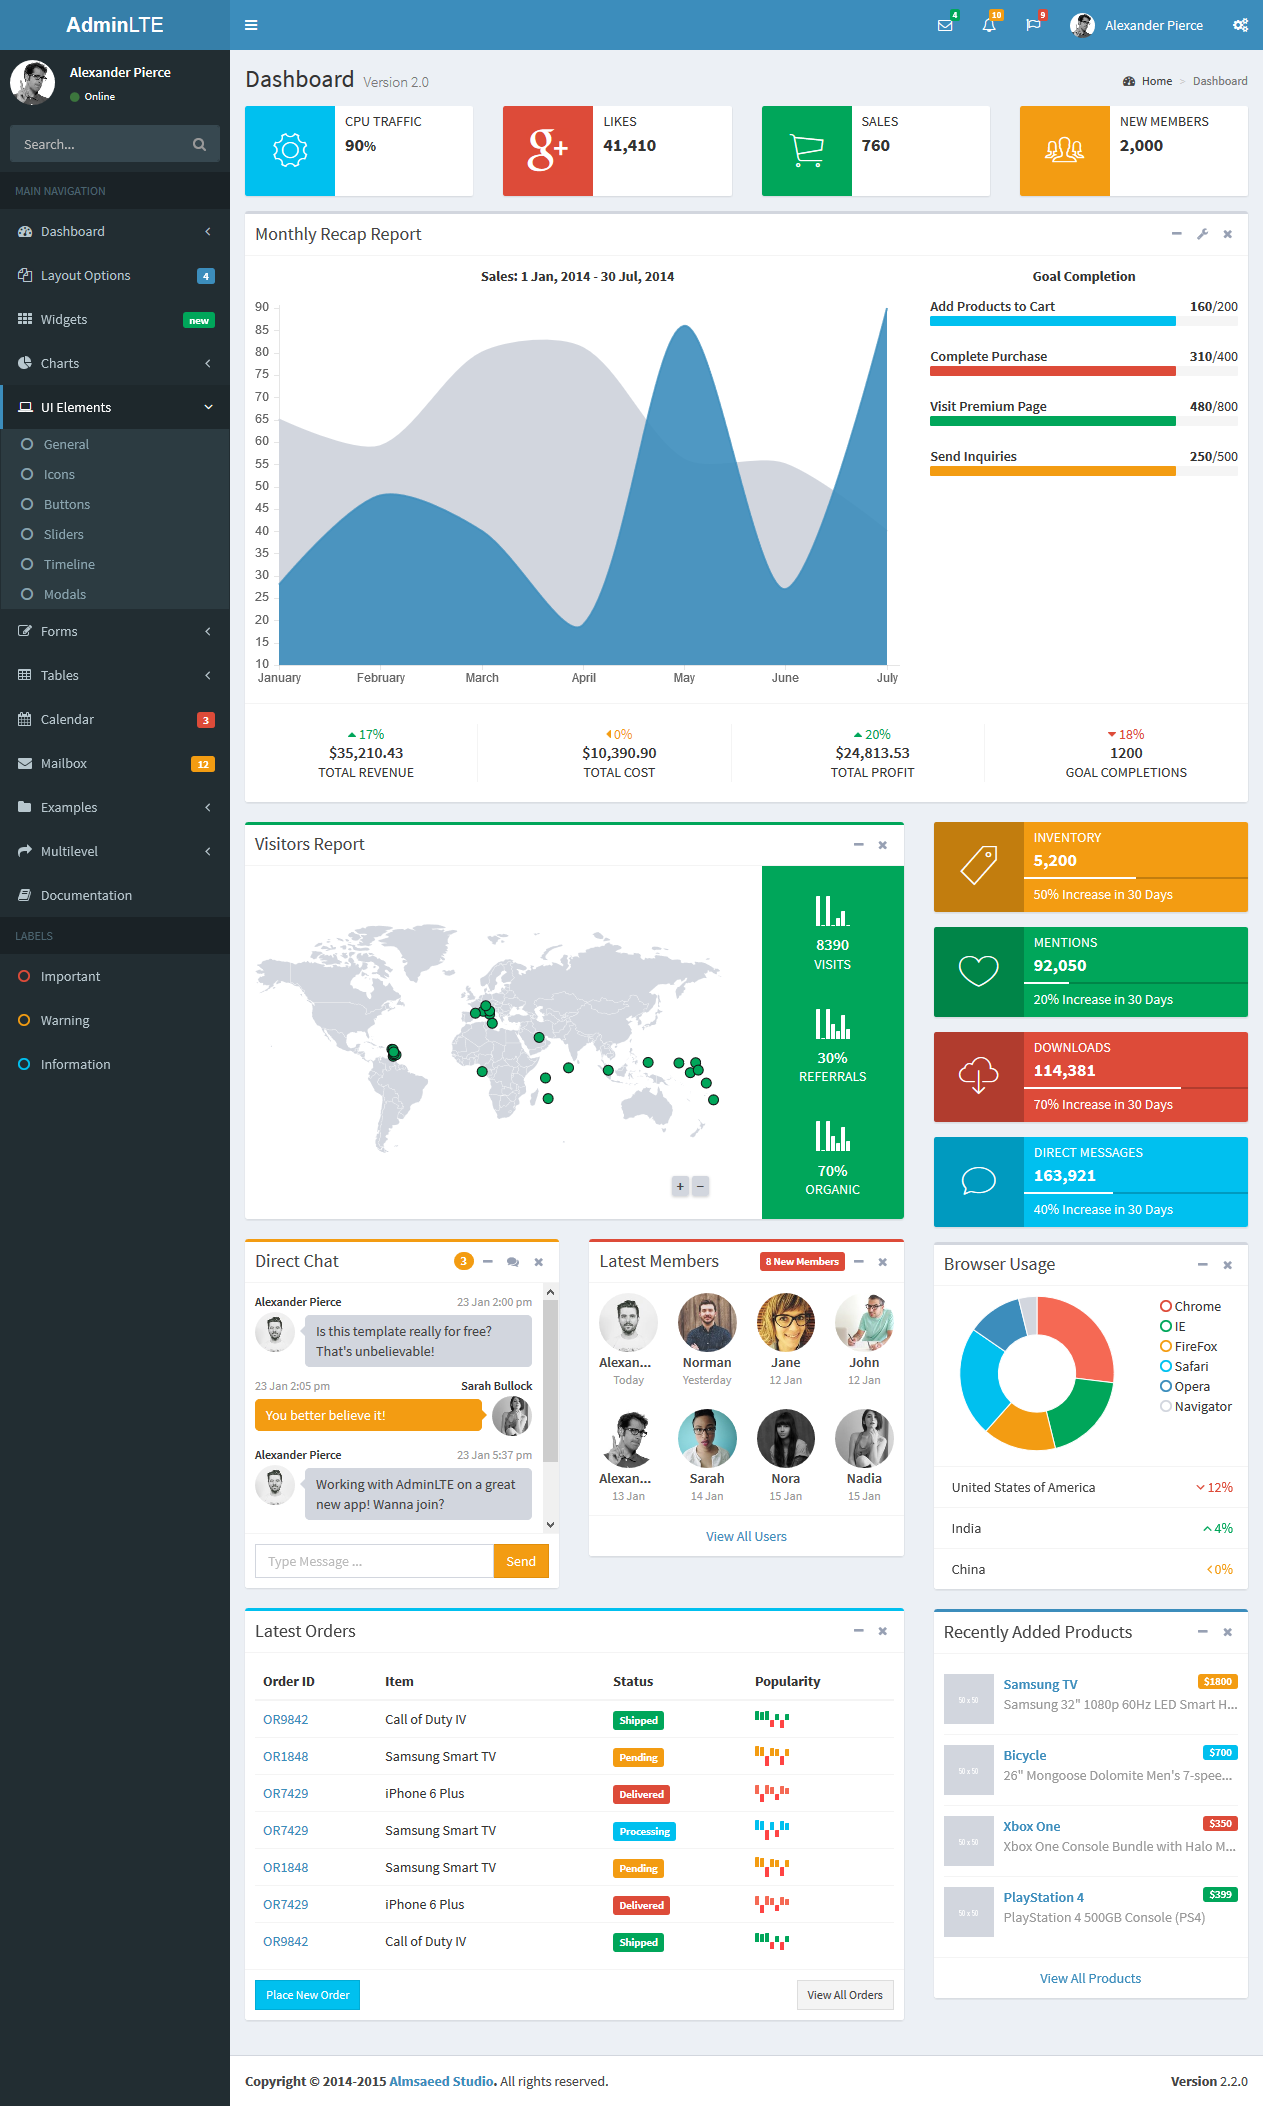 AdminLTE
4
10
9
Alexander Pierce
Alexander Pierce
Online
Search...
MAIN NAVIGATION
Dashboard
Layout Options 4
Widgets new
Charts
UI Elements
General
Icons
Buttons
Sliders
Timeline
Modals
Forms
Tables
Calendar 3
Mailbox 12
Examples
Multilevel
Documentation
LABELS
Important
Warning
Information
Dashboard Version 2.0
Home > Dashboard
CPU TRAFFIC
90%
g+
LIKES
41,410
SALES
760
NEW MEMBERS
2,000
Monthly Recap Report
Sales: 1 Jan, 2014 - 30 Jul, 2014
90
85
80
75
70
65
60
55
50
45
40
35
30
25
20
15
10
January February March April May June July
Goal Completion
Add Products to Cart 160/200
Complete Purchase 310/400
Visit Premium Page 480/800
Send Inquiries 250/500
17%
$35,210.43
TOTAL REVENUE
0%
$10,390.90
TOTAL COST
20%
$24,813.53
TOTAL PROFIT
18%
1200
GOAL COMPLETIONS
Visitors Report
+ −
8390
VISITS
30%
REFERRALS
70%
ORGANIC
INVENTORY
5,200
50% Increase in 30 Days
MENTIONS
92,050
20% Increase in 30 Days
DOWNLOADS
114,381
70% Increase in 30 Days
DIRECT MESSAGES
163,921
40% Increase in 30 Days
Direct Chat 3
Alexander Pierce 23 Jan 2:00 pm
Is this template really for free?
That's unbelievable!
23 Jan 2:05 pm Sarah Bullock
You better believe it!
Alexander Pierce 23 Jan 5:37 pm
Working with AdminLTE on a great
new app! Wanna join?
Type Message ... Send
Latest Members 8 New Members
Alexan... Norman Jane John
Today Yesterday 12 Jan 12 Jan
Alexan... Sarah Nora Nadia
13 Jan 14 Jan 15 Jan 15 Jan
View All Users
Browser Usage
Chrome
IE
FireFox
Safari
Opera
Navigator
United States of America 12%
India 4%
China 0%
Latest Orders
Order ID Item Status Popularity
OR9842 Call of Duty IV Shipped
OR1848 Samsung Smart TV Pending
OR7429 iPhone 6 Plus Delivered
OR7429 Samsung Smart TV Processing
OR1848 Samsung Smart TV Pending
OR7429 iPhone 6 Plus Delivered
OR9842 Call of Duty IV Shipped
Place New Order View All Orders
Recently Added Products
50 x 50
Samsung TV $1800
Samsung 32" 1080p 60Hz LED Smart H...
50 x 50
Bicycle $700
26" Mongoose Dolomite Men's 7-spee...
50 x 50
Xbox One $350
Xbox One Console Bundle with Halo M...
50 x 50
PlayStation 4 $399
PlayStation 4 500GB Console (PS4)
View All Products
Copyright © 2014-2015 Almsaeed Studio. All rights reserved.
Version 2.2.0